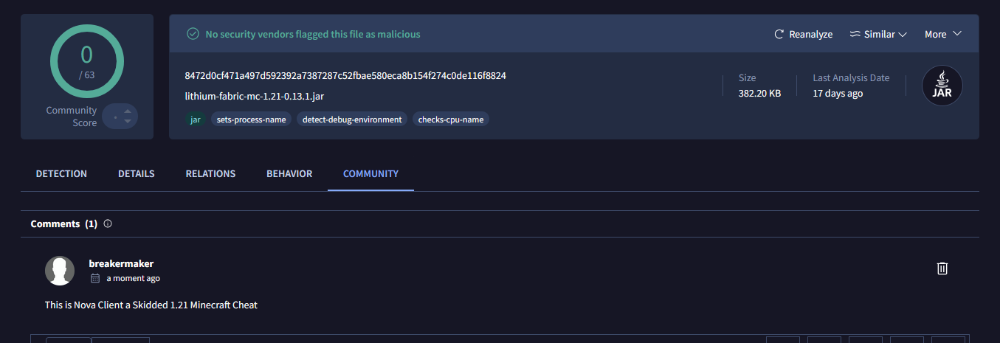 No security vendors flagged this file as malicious
Reanalyze Similar More
0
/ 63
Community
Score
8472d0cf471a497d592392a7387287c52fbae580eca8b154f274c0de116f8824
lithium-fabric-mc-1.21-0.13.1.jar
jar sets-process-name detect-debug-environment checks-cpu-name
Size
382.20 KB
Last Analysis Date
17 days ago
JAR
DETECTION DETAILS RELATIONS BEHAVIOR COMMUNITY
Comments (1)
breakermaker
a moment ago
This is Nova Client a Skidded 1.21 Minecraft Cheat